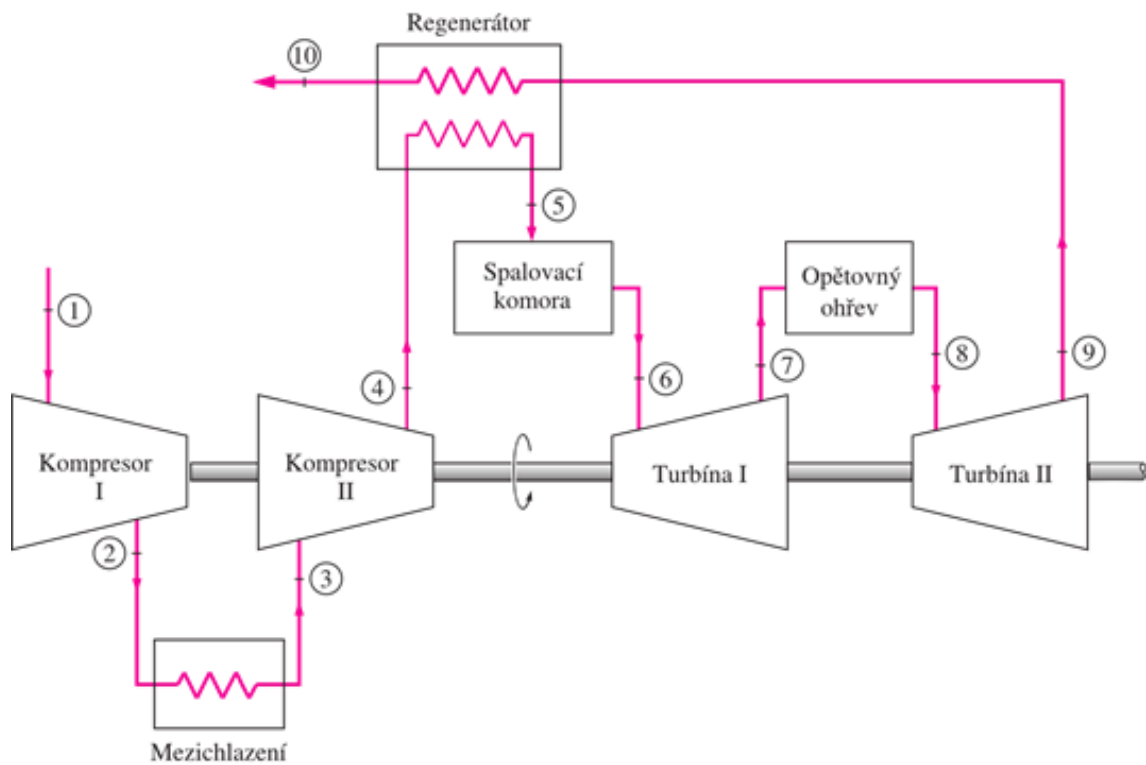 Regenerátor
10
5
Spalovací
komora
Opětovný
ohřev
1
4
6
7
8
9
Kompresor
I
Kompresor
II
Turbína I
Turbína II
2
3
Mezichlazení